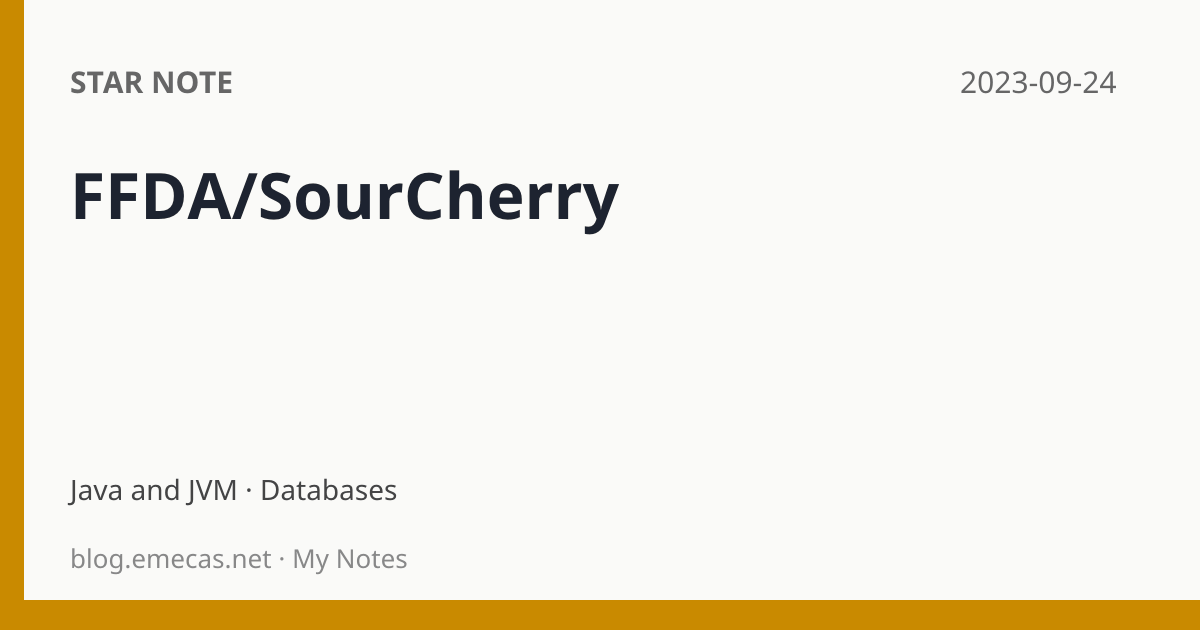 STAR NOTE
2023-09-24
FFDA/SourCherry
Java and JVM · Databases
blog.emecas.net · My Notes